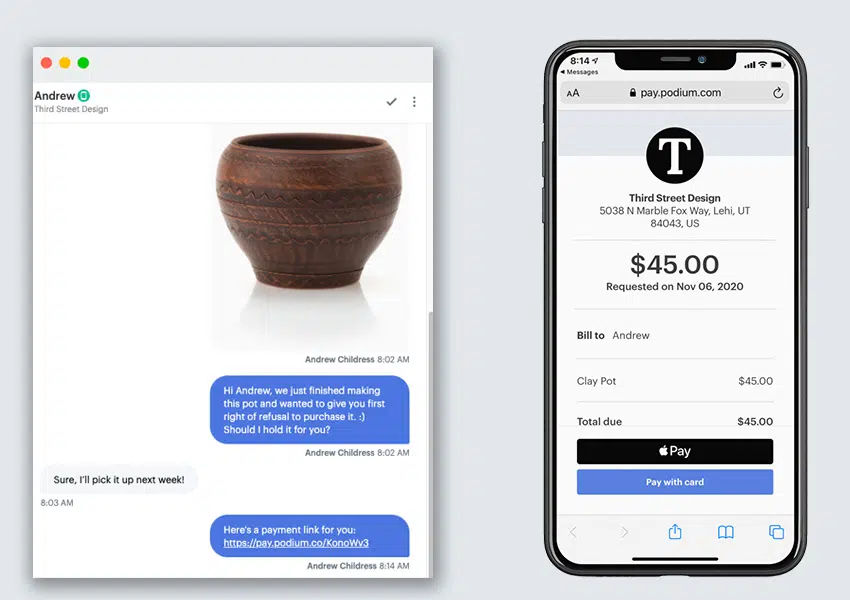 Andrew
Third Street Design
Andrew Childress 8:02 AM
Hi Andrew, we just finished making
this pot and wanted to give you first
right of refusal to purchase it. :)
Should I hold it for you?
Andrew Childress 8:02 AM
Sure, I'll pick it up next week!
8:03 AM
Here's a payment link for you:
https://pay.podium.co/KonoWv3
Andrew Childress 8:14 AM
8:14
Messages
AA pay.podium.com
T
Third Street Design
5038 N Marble Fox Way, Lehi, UT
84043, US
$45.00
Requested on Nov 06, 2020
Bill to Andrew
Clay Pot $45.00
Total due $45.00
Pay
Pay with card